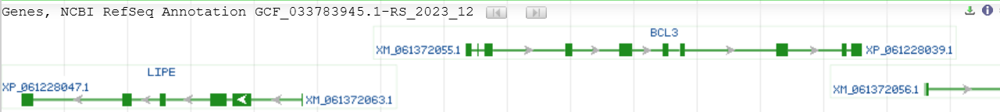 Genes, NCBI RefSeq Annotation GCF_033783945.1-RS_2023_12
BCL3
XM_061372055.1 XP_061228039.1
LIPE
XP_061228047.1
XM_061372056.1
XM_061372063.1